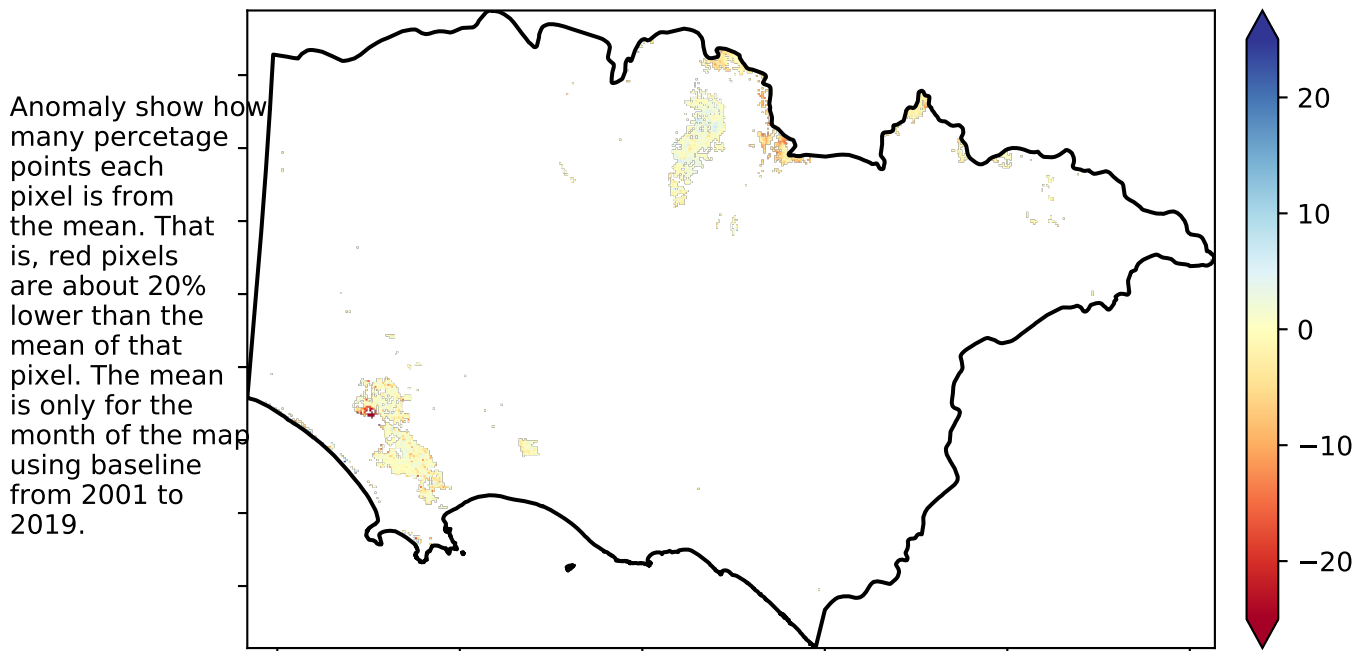 Anomaly show how
many percetage
points each
pixel is from
the mean. That
is, red pixels
are about 20%
lower than the
mean of that
pixel. The mean
is only for the
month of the map
using baseline
from 2001 to
2019.
20
10
0
−10
−20